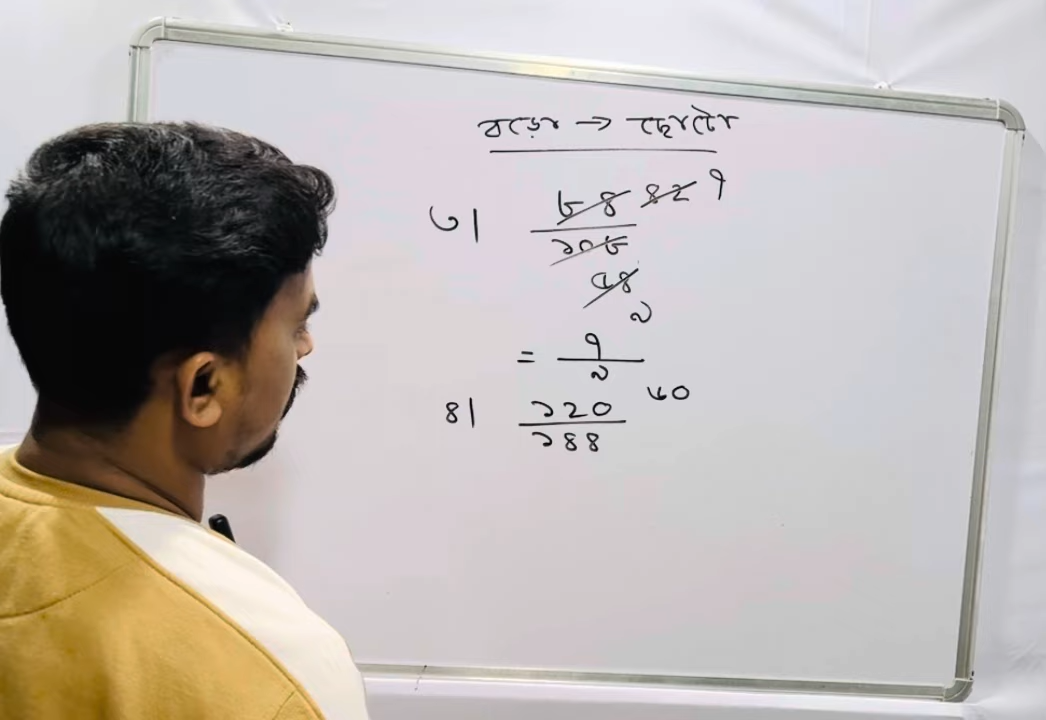 বড়ো → ছোটো
৩| ৮৪ ৪২ ৭
১০৮
৫৪
৯
= ৭
৯
৪| ১২০ ৬০
১৪৪